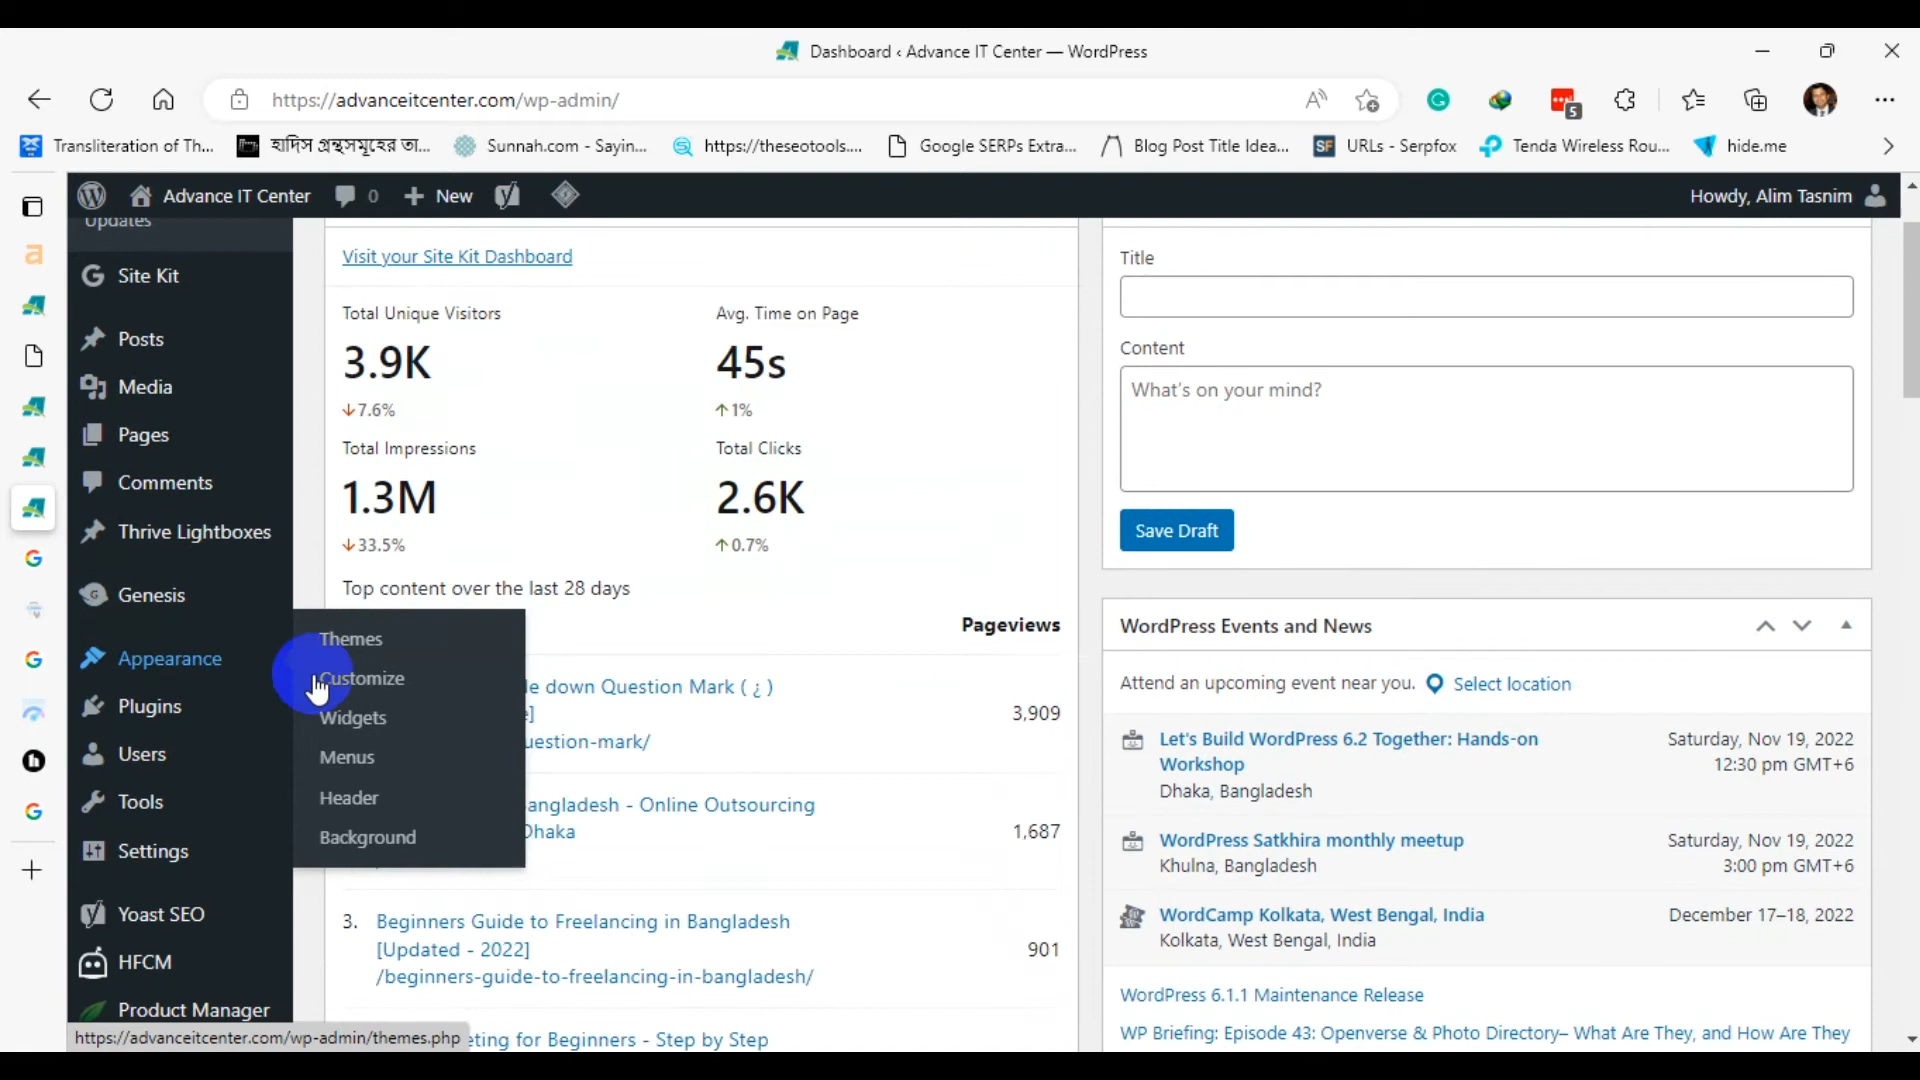 Dashboard ‹ Advance IT Center — WordPress
https://advanceitcenter.com/wp-admin/
5
Transliteration of Th...
হাদিস গ্রন্থসমূহের তা...
Sunnah.com - Sayin...
https://theseotools....
Google SERPs Extra...
Blog Post Title Idea...
SF URLs - Serpfox
Tenda Wireless Rou...
hide.me
Advance IT Center
0
New
Howdy, Alim Tasnim
Updates
Site Kit
Posts
Media
Pages
Comments
Thrive Lightboxes
Genesis
Appearance
Plugins
Users
Tools
Settings
Yoast SEO
HFCM
Product Manager
https://advanceitcenter.com/wp-admin/themes.php
Themes
Customize
Widgets
Menus
Header
Background
Visit your Site Kit Dashboard
Total Unique Visitors
3.9K
↓7.6%
Avg. Time on Page
45s
↑1%
Total Impressions
1.3M
↓33.5%
Total Clicks
2.6K
↑0.7%
Top content over the last 28 days
Pageviews
de down Question Mark ( ¿ )
uestion-mark/
3,909
angladesh - Online Outsourcing
Dhaka
1,687
3. Beginners Guide to Freelancing in Bangladesh
[Updated - 2022]
/beginners-guide-to-freelancing-in-bangladesh/
901
eting for Beginners - Step by Step
Title
Content
What's on your mind?
Save Draft
WordPress Events and News
Attend an upcoming event near you. Select location
Let's Build WordPress 6.2 Together: Hands-on
Workshop
Dhaka, Bangladesh
Saturday, Nov 19, 2022
12:30 pm GMT+6
WordPress Satkhira monthly meetup
Khulna, Bangladesh
Saturday, Nov 19, 2022
3:00 pm GMT+6
WordCamp Kolkata, West Bengal, India
Kolkata, West Bengal, India
December 17–18, 2022
WordPress 6.1.1 Maintenance Release
WP Briefing: Episode 43: Openverse & Photo Directory– What Are They, and How Are They